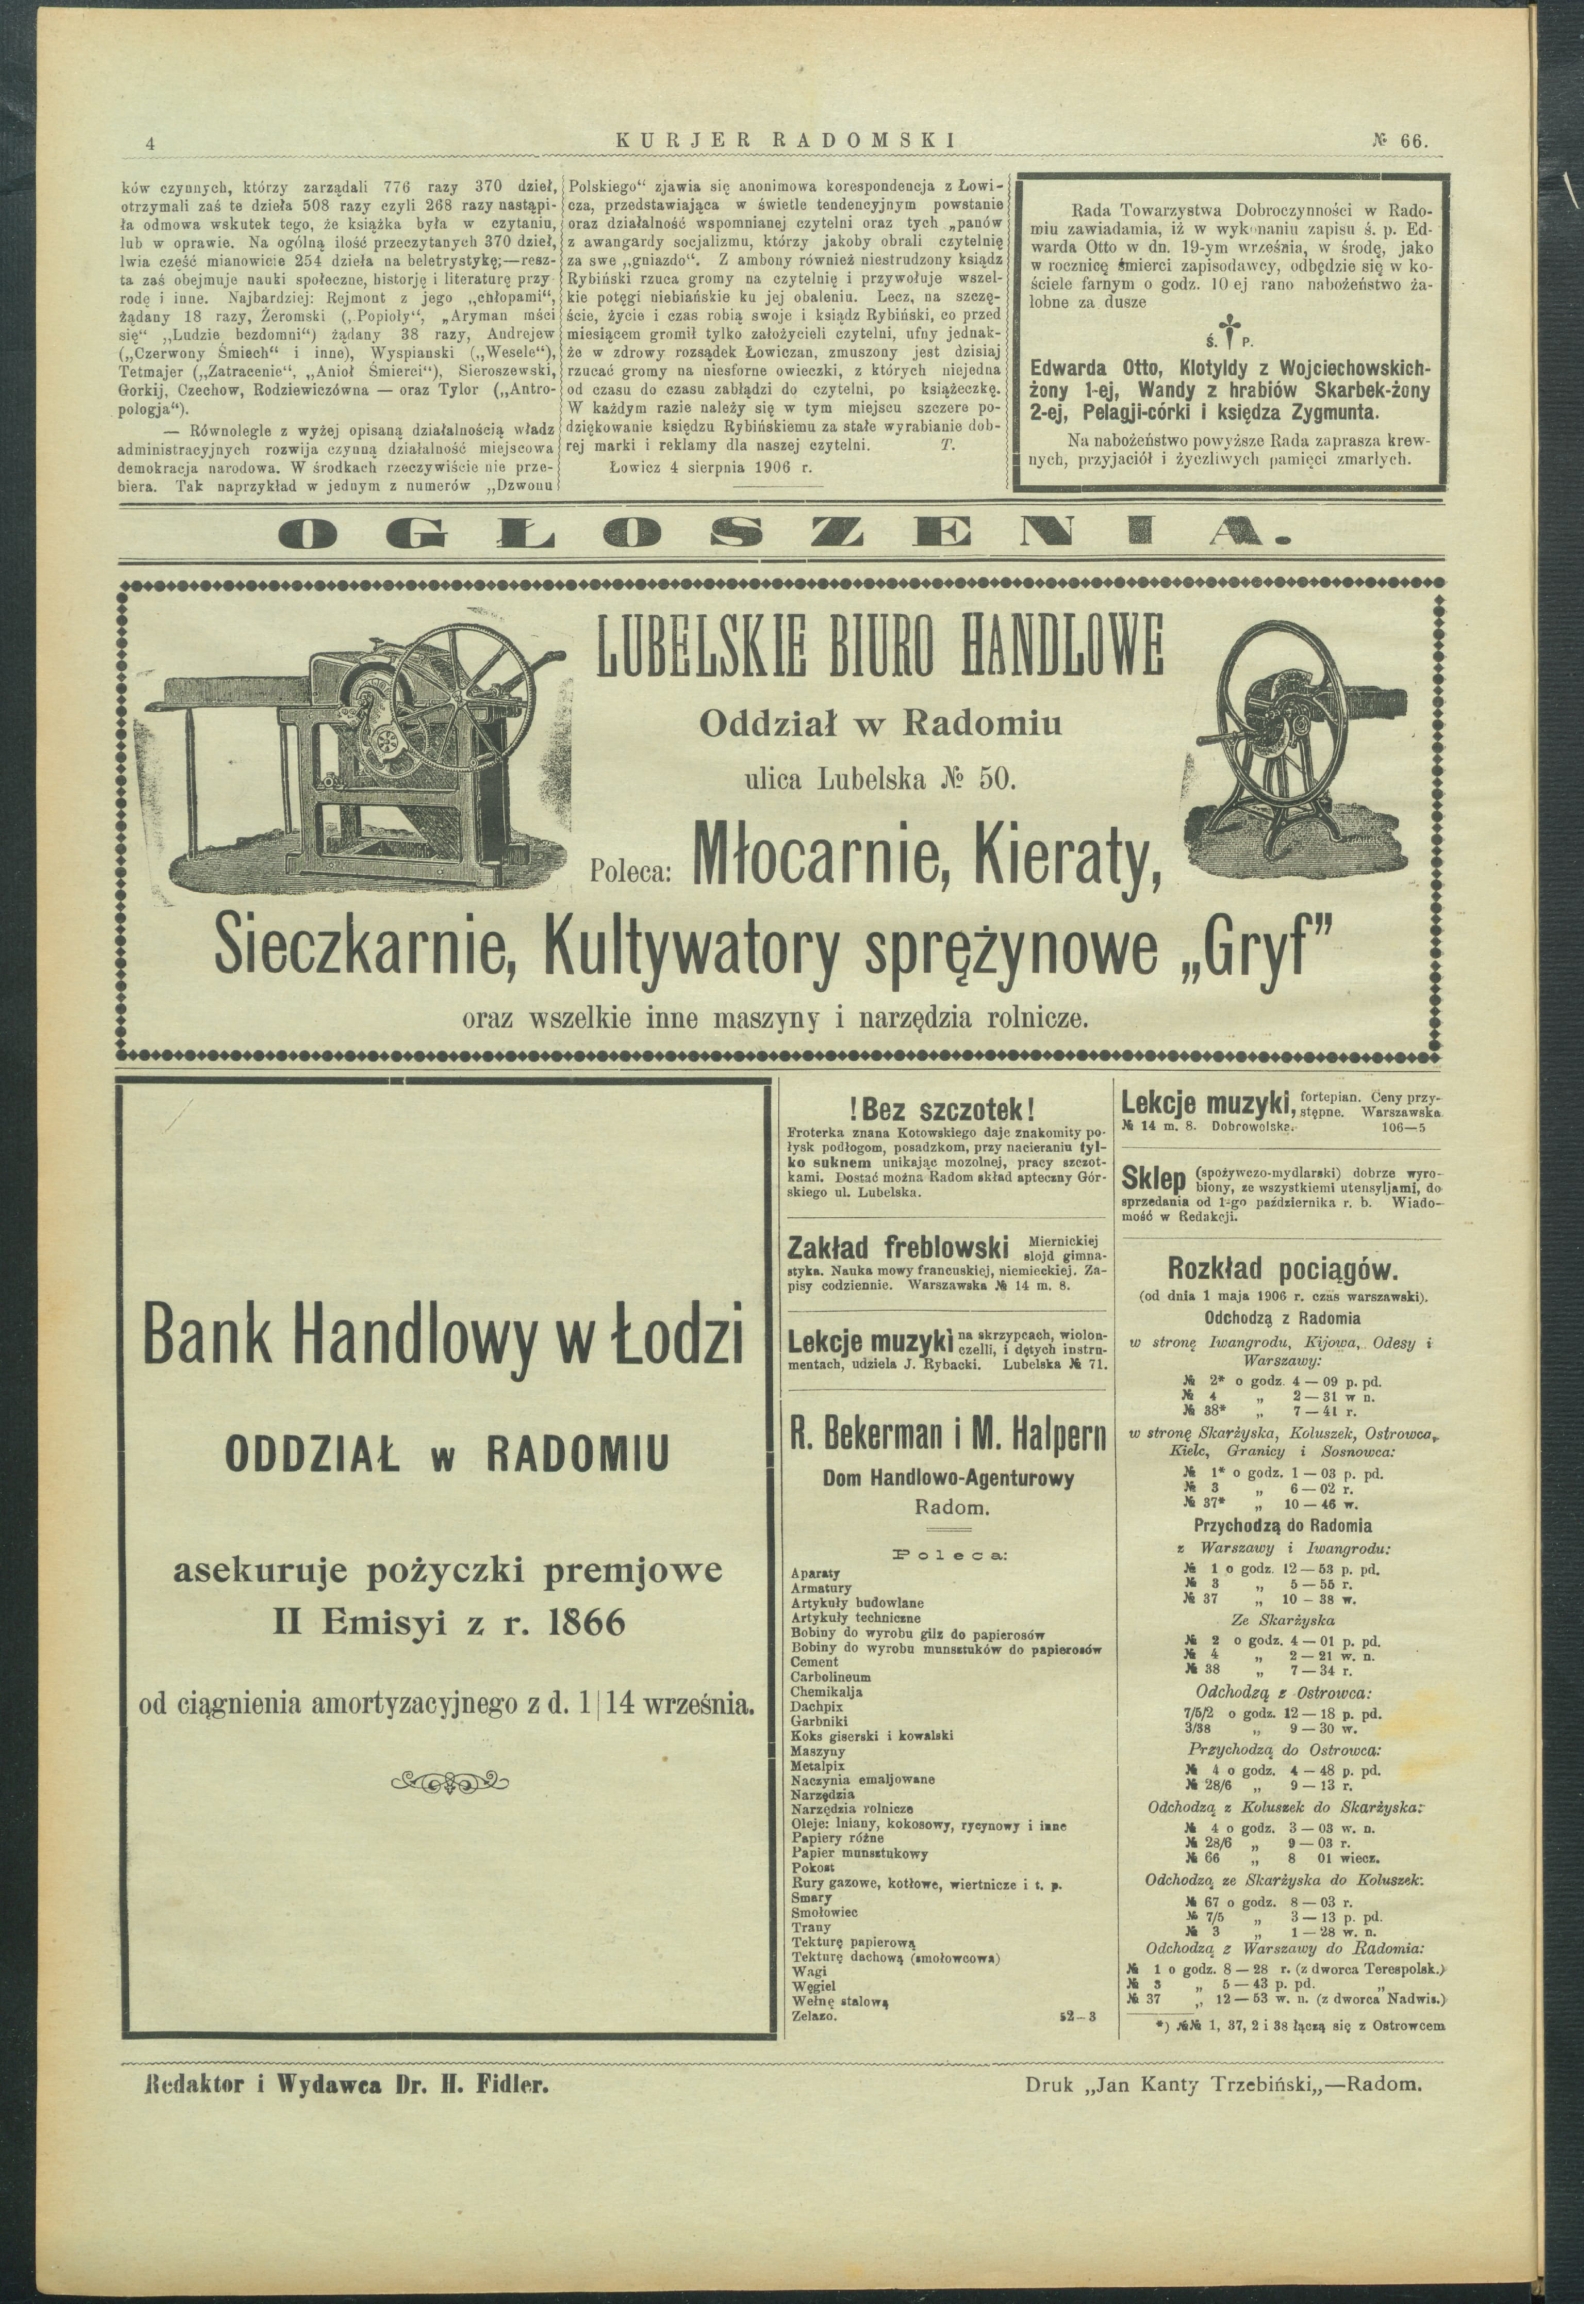 4
KURJER RADOMSKI
№ 66.
ków czynnych, którzy zarządali 776 razy 370 dzieł,
otrzymali zaś te dzieła 508 razy czyli 268 razy nastąpi-
ła odmowa wskutek tego, że książka była w czytaniu,
lub w oprawie. Na ogólną ilość przeczytanych 370 dzieł,
lwia część mianowicie 254 dzieła na beletrystykę;—resz-
ta zaś obejmuje nauki społeczne, historję i literaturę przy-
rodę i inne. Najbardziej: Rejmont z jego „chłopami“,
żądany 18 razy, Żeromski („Popioły“, „Aryman mści
się“ „Ludzie bezdomni“) żądany 38 razy, Andrejew
(„Czerwony Śmiech“ i inne), Wyspianski („Wesele“),
Tetmajer („Zatracenie“, „Anioł Śmierci“), Sieroszewski,
Gorkij, Czechow, Rodziewiczówna — oraz Tylor („Antro-
pologja“).
— Równolegle z wyżej opisaną działalnością władz
administracyjnych rozwija czynną działalność miejscowa
demokracja narodowa. W środkach rzeczywiście nie prze-
biera. Tak naprzykład w jednym z numerów „Dzwonu
Polskiego“ zjawia się anonimowa korespondencja z Łowi-
cza, przedstawiająca w świetle tendencyjnym powstanie
oraz działalność wspomnianej czytelni oraz tych „panów
z awangardy socjalizmu, którzy jakoby obrali czytelnię
za swe „gniazdo“. Z ambony również niestrudzony ksiądz
Rybiński rzuca gromy na czytelnię i przywołuje wszel-
kie potęgi niebiańskie ku jej obaleniu. Lecz, na szczę-
ście, życie i czas robią swoje i ksiądz Rybiński, co przed
miesiącem gromił tylko założycieli czytelni, ufny jednak-
że w zdrowy rozsądek Łowiczan, zmuszony jest dzisiaj
rzucać gromy na niesforne owieczki, z których niejedna
od czasu do czasu zabłądzi do czytelni, po książeczkę.
W każdym razie należy się w tym miejscu szczere po-
dziękowanie księdzu Rybińskiemu za stałe wyrabianie dob-
rej marki i reklamy dla naszej czytelni. T.
Łowicz 4 sierpnia 1906 r.
Rada Towarzystwa Dobroczynności w Rado-
miu zawiadamia, iż w wykonaniu zapisu ś. p. Ed-
warda Otto w dn. 19-ym września, w środę, jako
w rocznicę śmierci zapisodawcy, odbędzie się w ko-
ściele farnym o godz. 10 ej rano nabożeństwo ża-
lobne za dusze
Ś. † P.
Edwarda Otto, Klotyldy z Wojciechowskich-
żony 1-ej, Wandy z hrabiów Skarbek-żony
2-ej, Pelagji-córki i księdza Zygmunta.
Na nabożeństwo powyższe Rada zaprasza krew-
nych, przyjaciół i życzliwych pamięci zmarłych.
OGŁOSZENIA.
LUBELSKIE BIURO HANDLOWE
Oddział w Radomiu
ulica Lubelska № 50.
Poleca: Młocarnie, Kieraty,
Sieczkarnie, Kultywatory sprężynowe „Gryf”
oraz wszelkie inne maszyny i narzędzia rolnicze.
Bank Handlowy w Łodzi
ODDZIAŁ w RADOMIU
asekuruje pożyczki premjowe
II Emisyi z r. 1866
od ciągnienia amortyzacyjnego z d. 1|14 września.
!Bez szczotek!
Froterka znana Kotowskiego daje znakomity po-
łysk podłogom, posadzkom, przy nacieraniu tyl-
ko suknem unikając mozolnej, pracy szczot-
kami. Dostać można Radom skład apteczny Gór-
skiego ul. Lubelska.
Zakład freblowski Miernickiej
slojd gimna-
styka. Nauka mowy francuskiej, niemieckiej. Za-
pisy codziennie. Warszawska № 14 m. 8.
Lekcje muzyki na skrzypcach, wiolon-
czelli, i dętych instru-
mentach, udziela J. Rybacki. Lubelska № 71.
R. Bekerman i M. Halpern
Dom Handlowo-Agenturowy
Radom.
Poleca:
Aparaty
Armatury
Artykuły budowlane
Artykuły techniczne
Bobiny do wyrobu gilz do papierosów
Bobiny do wyrobu munsztuków do papierosów
Cement
Carbolineum
Chemikalja
Dachpix
Garbniki
Koks giserski i kowalski
Maszyny
Metalpix
Naczynia emaljowane
Narzędzia
Narzędzia rolnicze
Oleje: lniany, kokosowy, rycynowy i inne
Papiery różne
Papier munsztukowy
Pokost
Rury gazowe, kotłowe, wiertnicze i t. p.
Smary
Smołowiec
Trany
Tekturę papierową
Tekturę dachową (smołowcowa)
Wagi
Węgiel
Wełnę stalową
Żelazo. 52–3
Lekcje muzyki, fortepian. Ceny przy-
stępne. Warszawska
№ 14 m. 8. Dobrowolska. 106—5
Sklep (spożywczo-mydlarski) dobrze wyro-
biony, ze wszystkiemi utensyljami, do
sprzedania od 1-go października r. b. Wiado-
mość w Redakcji.
Rozkład pociągów.
(od dnia 1 maja 1906 r. czas warszawski).
Odchodzą z Radomia
w stronę Iwangrodu, Kijowa, Odesy i
Warszawy:
№ 2* o godz. 4 — 09 p. pd.
№ 4 „ 2 — 31 w n.
№ 38* „ 7 — 41 r.
w stronę Skarżyska, Koluszek, Ostrowca,
Kielc, Granicy i Sosnowca:
№ 1* o godz. 1 — 03 p. pd.
№ 3 „ 6 — 02 r.
№ 37* „ 10 — 46 w.
Przychodzą do Radomia
z Warszawy i Iwangrodu:
№ 1 o godz. 12 — 53 p. pd.
№ 3 „ 5 — 55 r.
№ 37 „ 10 – 38 w.
Ze Skarżyska
№ 2 o godz. 4 — 01 p. pd.
№ 4 „ 2 — 21 w. n.
№ 38 „ 7 — 34 r.
Odchodzą z Ostrowca:
7/5/2 o godz. 12 — 18 p. pd.
3/38 „ 9 — 30 w.
Przychodzą do Ostrowca:
№ 4 o godz. 4 — 48 p. pd.
№ 28/6 „ 9 — 13 r.
Odchodzą z Koluszek do Skarżyska:
№ 4 o godz. 3 — 03 w. n.
№ 28/6 „ 9 — 03 r.
№ 66 „ 8 01 wiecz.
Odchodzą ze Skarżyska do Koluszek:
№ 67 o godz. 8 — 03 r.
№ 7/5 „ 3 — 13 p. pd.
№ 3 „ 1 — 28 w. n.
Odchodzą z Warszawy do Radomia:
№ 1 o godz. 8 — 28 r. (z dworca Terespolsk.)
№ 3 „ 5 — 43 p. pd. „
№ 37 „ 12 — 53 w. n. (z dworca Nadwis.)
*) №№ 1, 37, 2 i 38 łączą się z Ostrowcem
Redaktor i Wydawca Dr. H. Fidler.
Druk „Jan Kanty Trzebiński„—Radom.